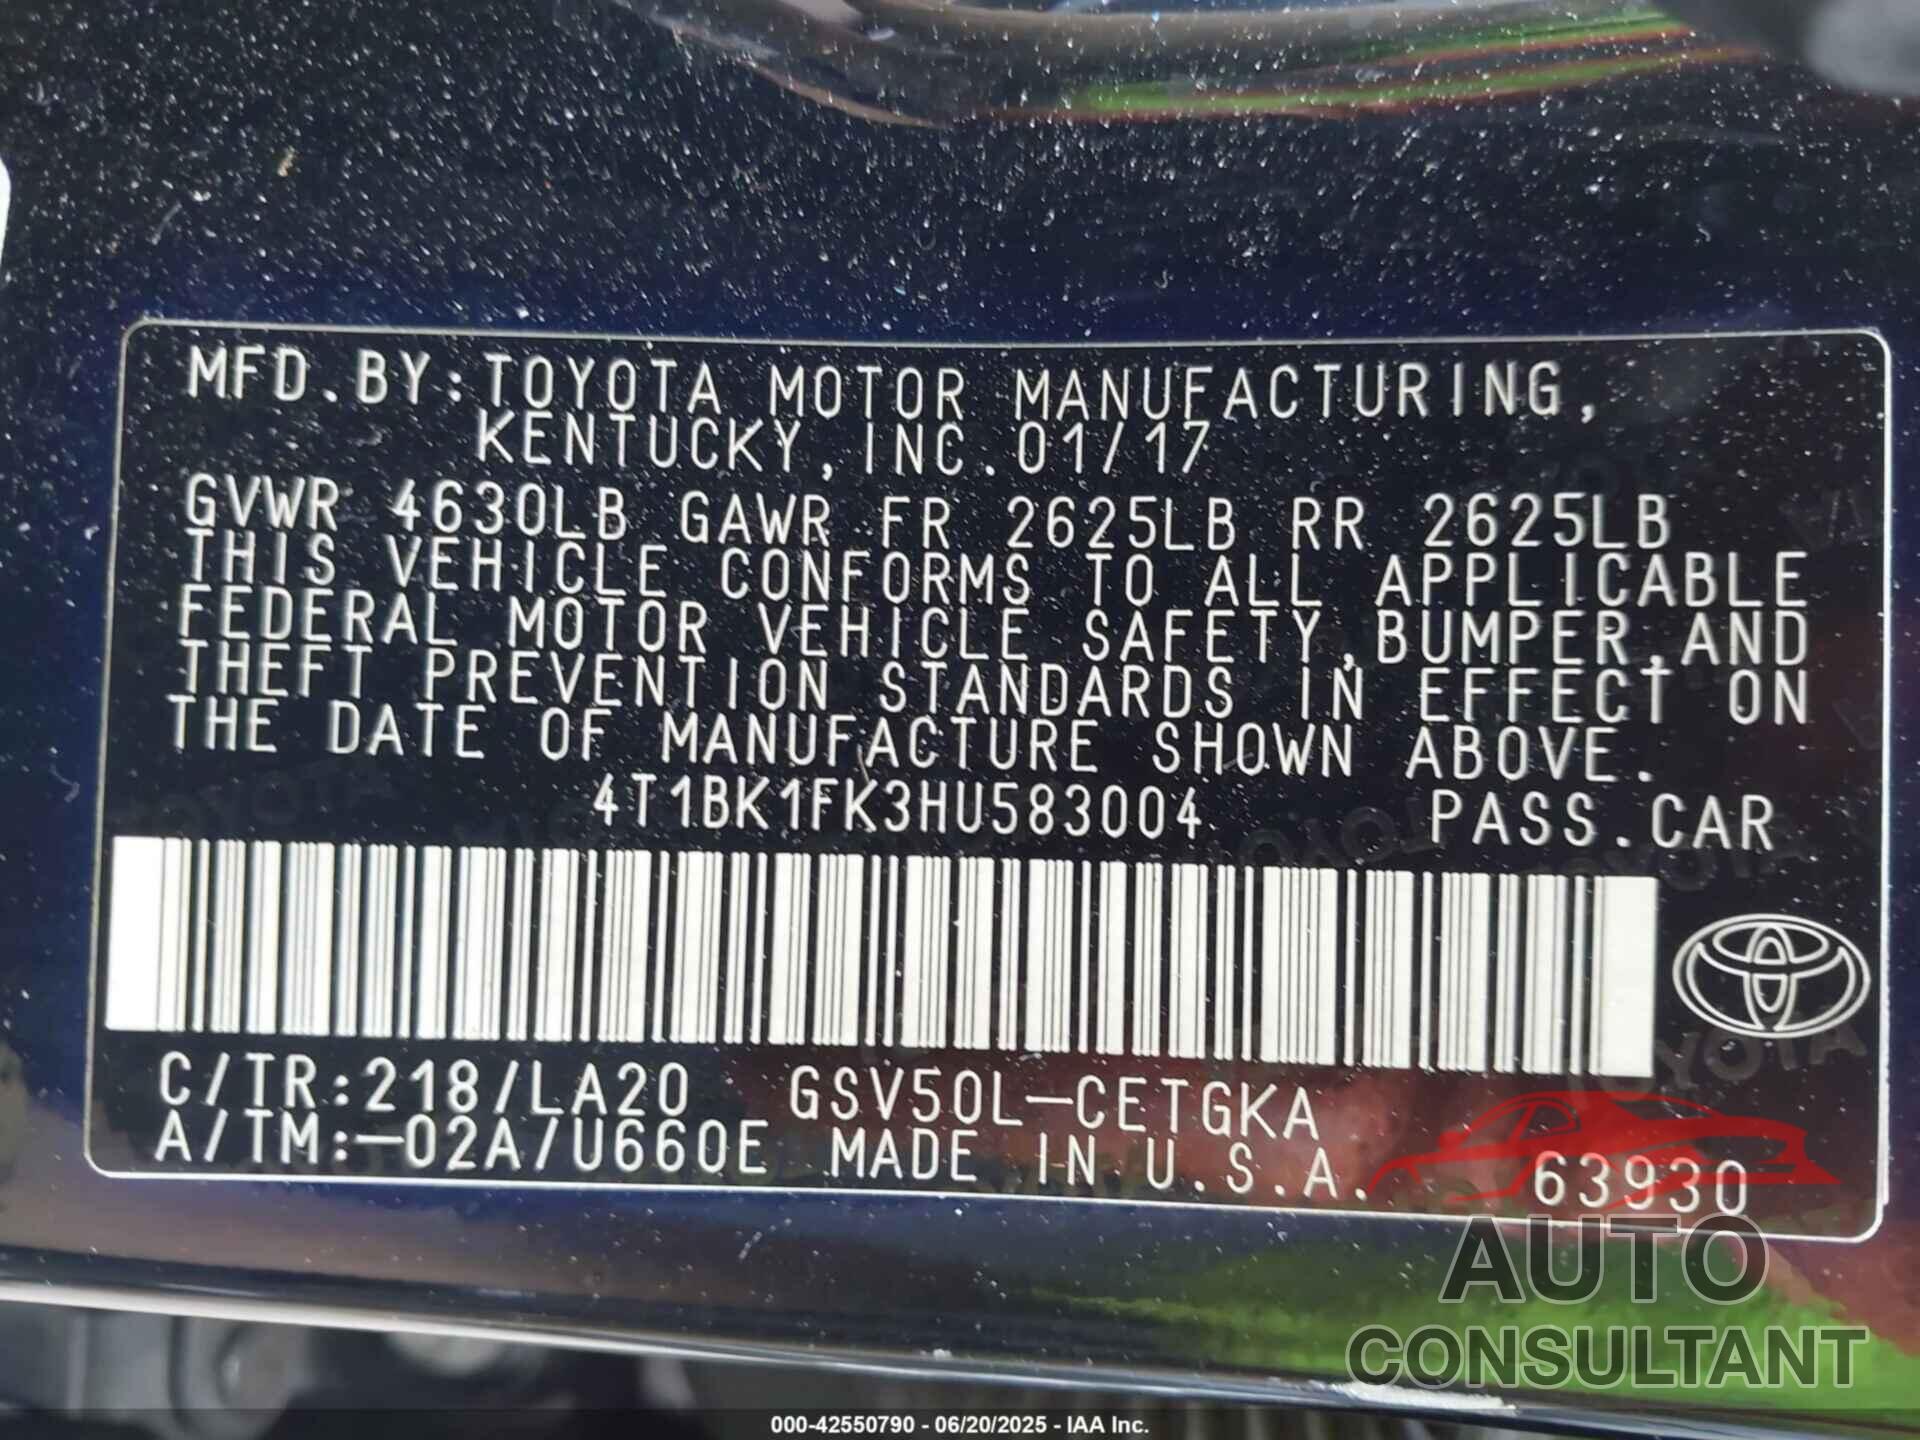 MFD.BY:TOYOTA MOTOR MANUFACTURING,
KENTUCKY,INC.01/17
GVWR 4630LB GAWR FR 2625LB RR 2625LB
THIS VEHICLE CONFORMS TO ALL APPLICABLE
FEDERAL MOTOR VEHICLE SAFETY,BUMPER,AND
THEFT PREVENTION STANDARDS IN EFFECT ON
THE DATE OF MANUFACTURE SHOWN ABOVE.
4T1BK1FK3HU583004 PASS.CAR
C/TR:218/LA20 GSV50L-CETGKA
A/TM:-02A/U660E MADE IN U.S.A. 63930
AUTO
CONSULTANT
000-42550790 - 06/20/2025 - IAA Inc.